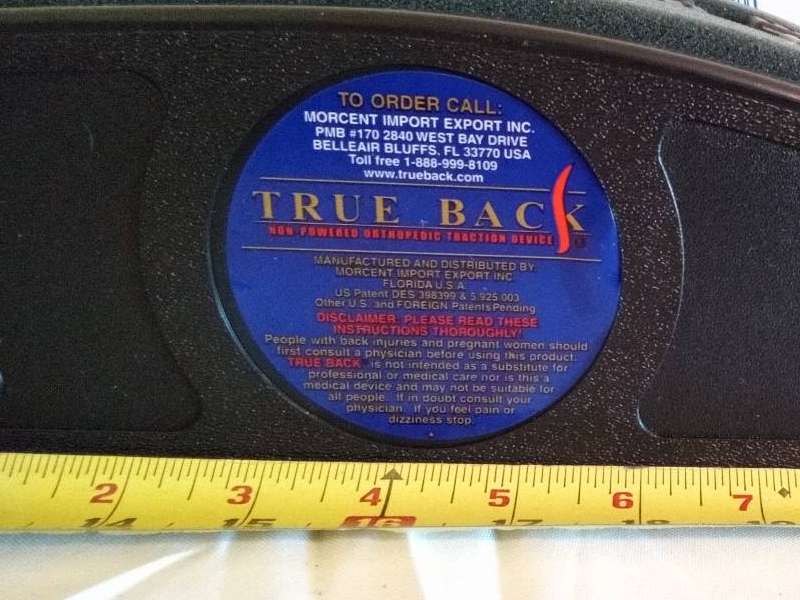 TO ORDER CALL:
MORCENT IMPORT EXPORT INC.
PMB #170 2840 WEST BAY DRIVE
BELLEAIR BLUFFS, FL 33770 USA
Toll free 1-888-999-8109
www.trueback.com
TRUE BACK
NON-POWERED ORTHOPEDIC TRACTION DEVICE
MANUFACTURED AND DISTRIBUTED BY:
MORCENT IMPORT EXPORT INC.
FLORIDA U.S.A.
US Patent DES 398399 & 5,925,003
Other U.S. and FOREIGN Patents Pending
DISCLAIMER: PLEASE READ THESE
INSTRUCTIONS THOROUGHLY!
People with back injuries and pregnant women should
first consult a physician before using this product.
TRUE BACK is not intended as a substitute for
professional or medical care nor is this a
medical device and may not be suitable for
all people. If in doubt consult your
physician. If you feel pain or
dizziness stop.
2 3 4 5 6 7
14 15 16 17 18